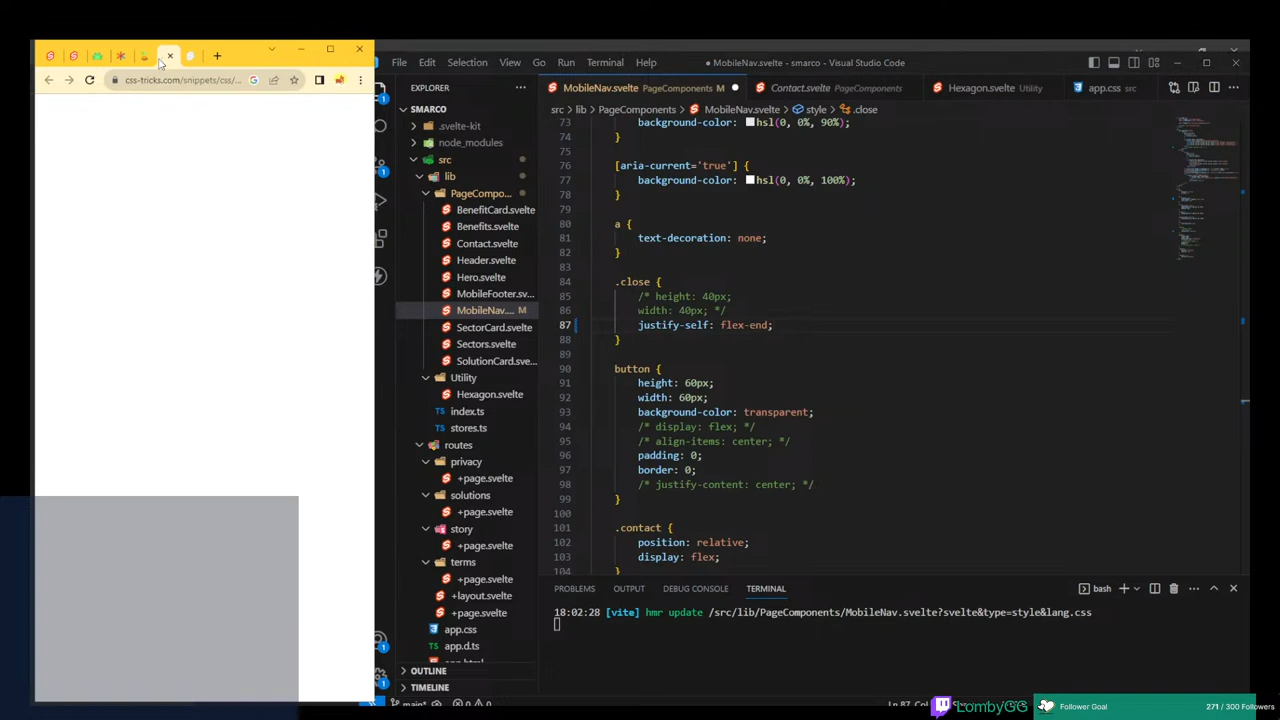 css-tricks.com/snippets/css/...
File Edit Selection View Go Run Terminal Help
● MobileNav.svelte - smarco - Visual Studio Code
EXPLORER
MobileNav.svelte PageComponents M
Contact.svelte PageComponents
Hexagon.svelte Utility
app.css
src > lib > PageComponents > MobileNav.svelte > style > .close
SMARCO
.svelte-kit
node_modules
src
lib
PageCompo...
BenefitCard.svelte
Benefits.svelte
Contact.svelte
Header.svelte
Hero.svelte
MobileFooter.sv...
MobileNav.... M
SectorCard.svelte
Sectors.svelte
SolutionCard.sve...
Utility
Hexagon.svelte
TS index.ts
TS stores.ts
routes
privacy
+page.svelte
solutions
+page.svelte
story
+page.svelte
terms
+page.svelte
+layout.svelte
+page.svelte
app.css
TS app.d.ts
OUTLINE
TIMELINE
73 background-color: hsl(0, 0%, 90%);
74 }
75
76 [aria-current='true'] {
77 background-color: hsl(0, 0%, 100%);
78 }
79
80 a {
81 text-decoration: none;
82 }
83
84 .close {
85 /* height: 40px;
86 width: 40px; */
87 justify-self: flex-end;
88 }
89
90 button {
91 height: 60px;
92 width: 60px;
93 background-color: transparent;
94 /* display: flex; */
95 /* align-items: center; */
96 padding: 0;
97 border: 0;
98 /* justify-content: center; */
99 }
100
101 .contact {
102 position: relative;
103 display: flex;
104 }
PROBLEMS OUTPUT DEBUG CONSOLE TERMINAL
bash
18:02:28 [vite] hmr update /src/lib/PageComponents/MobileNav.svelte?svelte&type=style&lang.css
LombyGG
Follower Goal
271 / 300 Followers